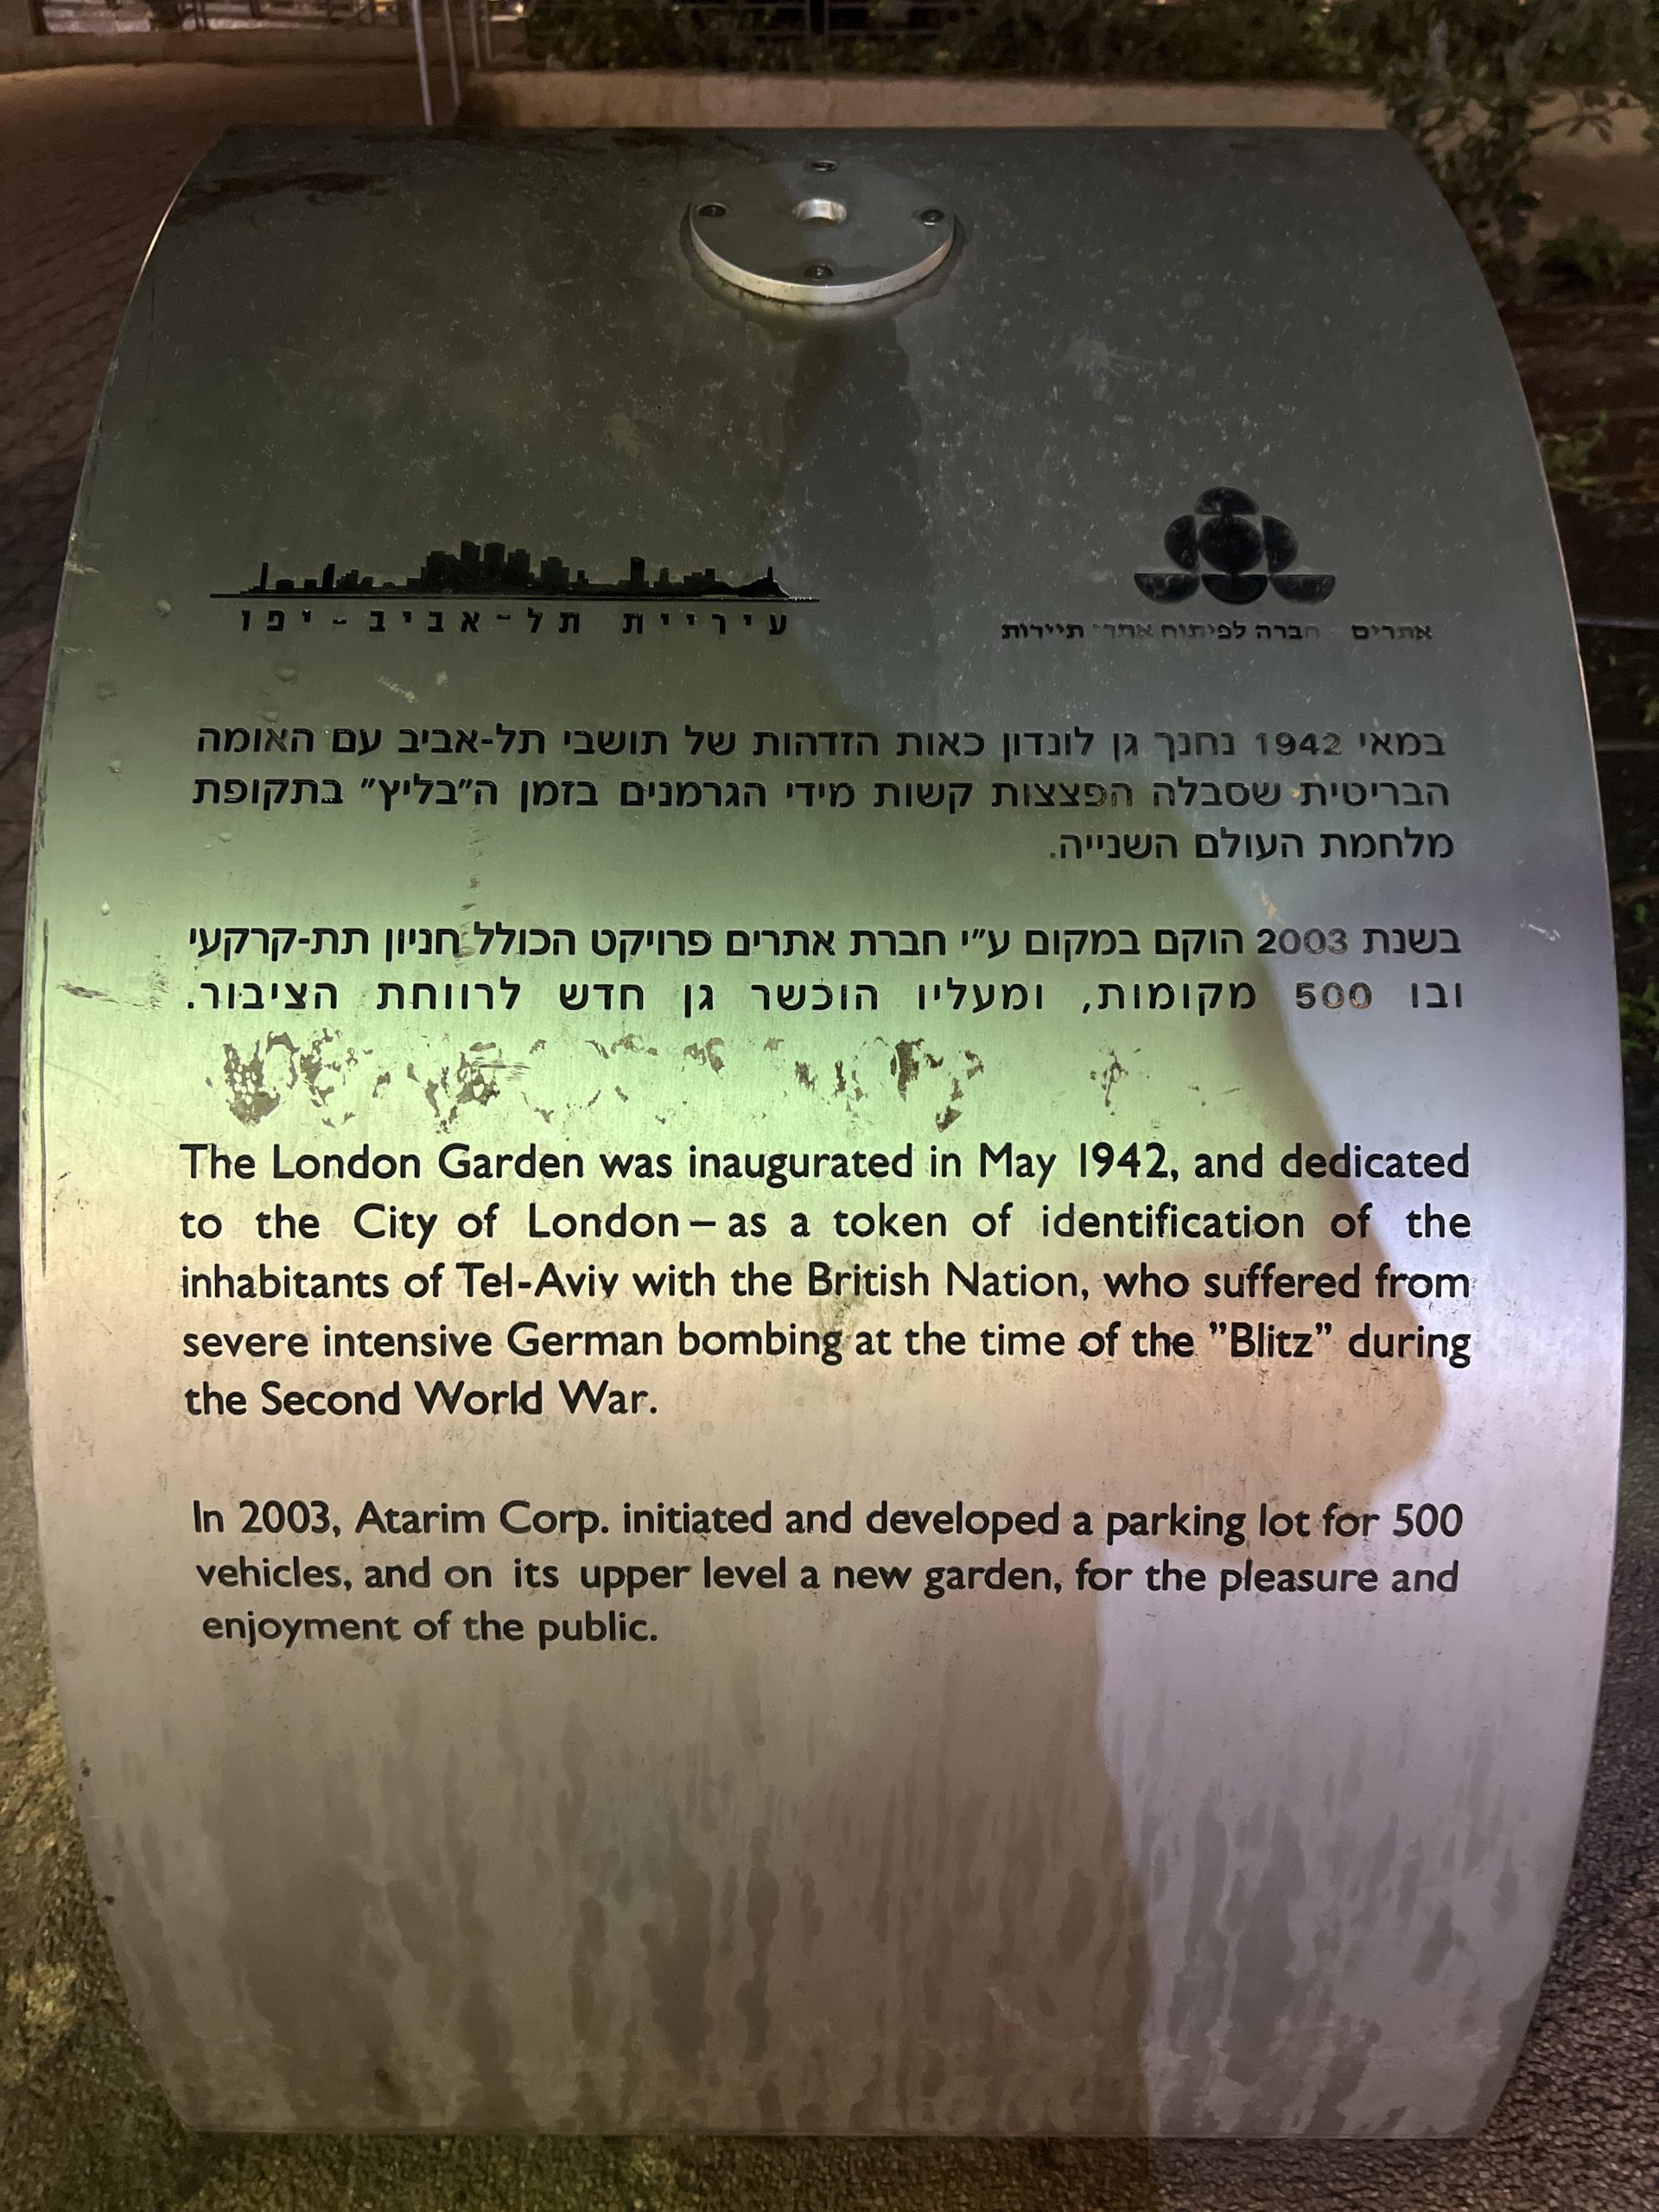 עיריית תל-אביב-יפו
אתרים חברה לפיתוח אתרי תיירות
במאי 1942 נחנך גן לונדון כאות הזדהות של תושבי תל-אביב עם האומה
הבריטית שסבלה הפצצות קשות מידי הגרמנים בזמן ה"בליץ" בתקופת
מלחמת העולם השנייה.
בשנת 2003 הוקם במקום ע"י חברת אתרים פרויקט הכולל חניון תת-קרקעי
ובו 500 מקומות, ומעליו הוכשר גן חדש לרווחת הציבור.
The London Garden was inaugurated in May 1942, and dedicated
to the City of London – as a token of identification of the
inhabitants of Tel-Aviv with the British Nation, who suffered from
severe intensive German bombing at the time of the ”Blitz” during
the Second World War.
In 2003, Atarim Corp. initiated and developed a parking lot for 500
vehicles, and on its upper level a new garden, for the pleasure and
enjoyment of the public.